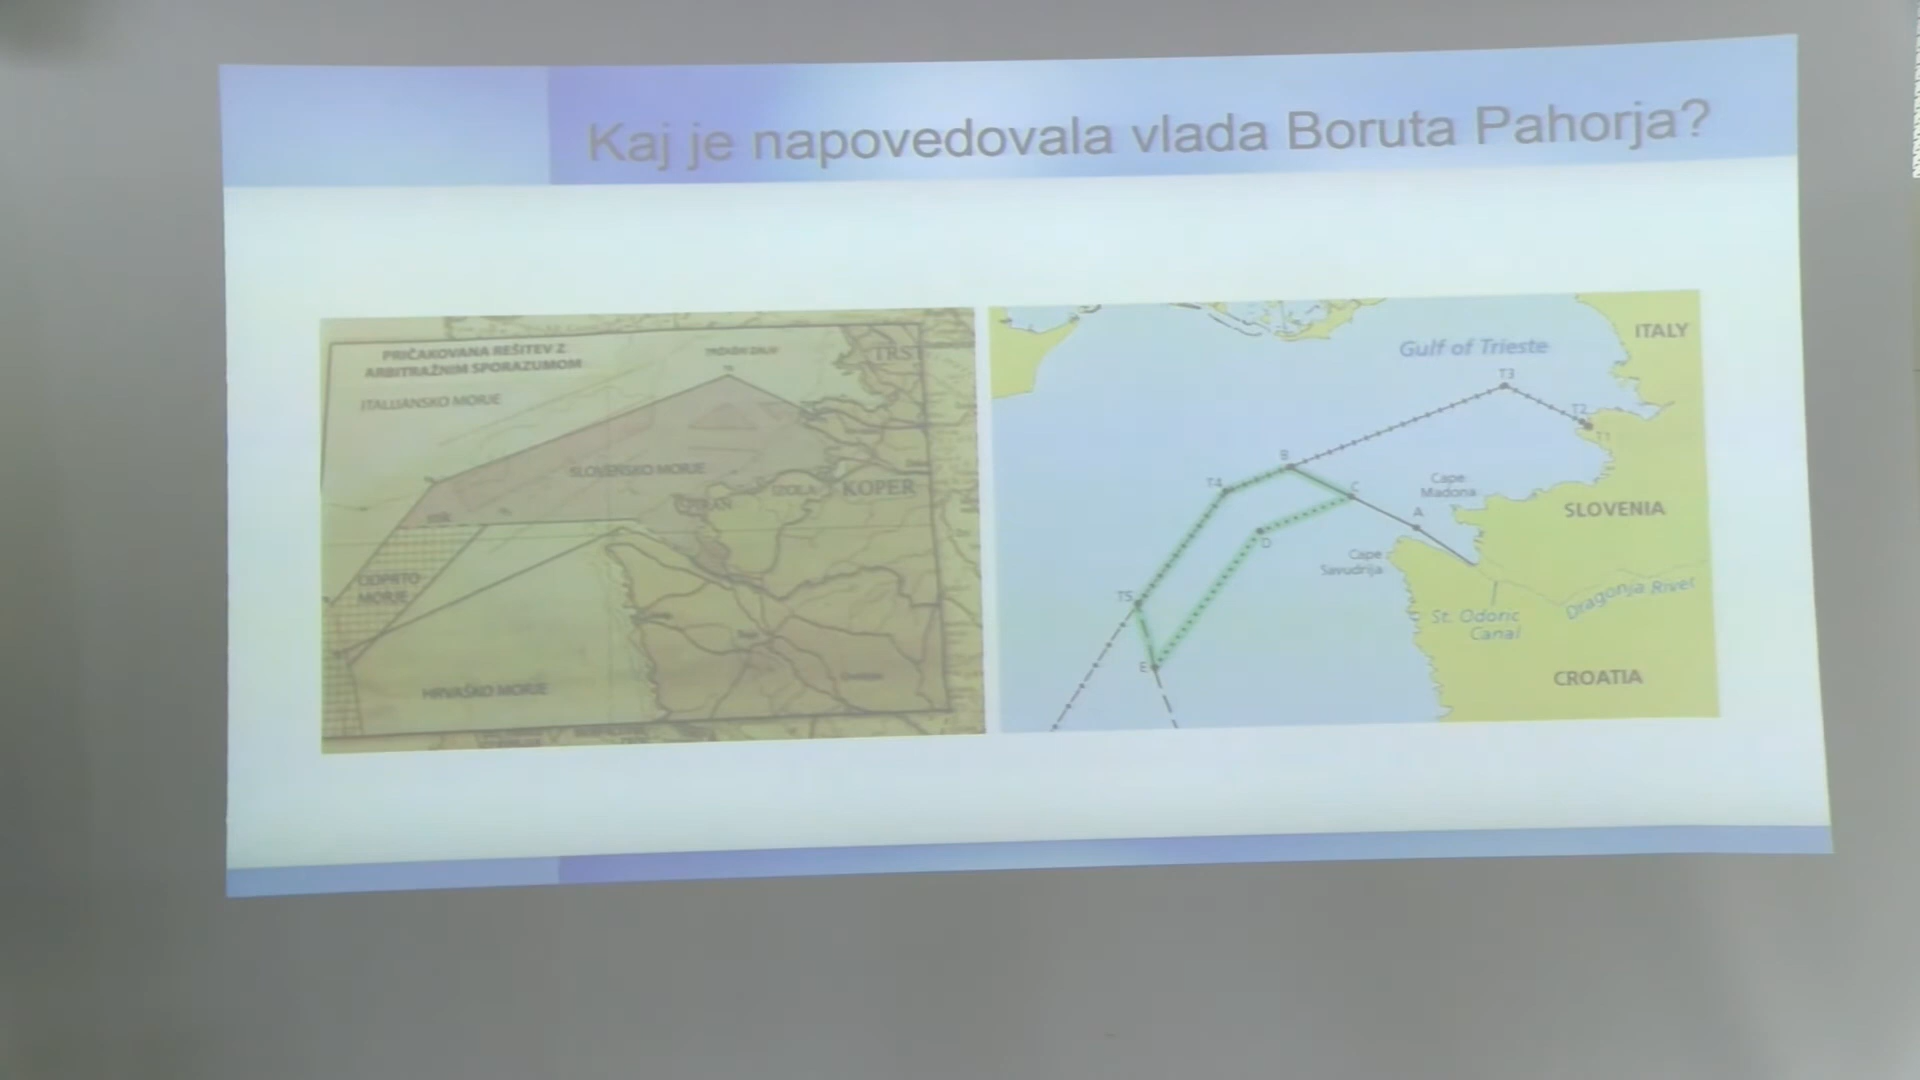 Kaj je napovedovala vlada Boruta Pahorja?
PRIČAKOVANA REŠITEV Z
ARBITRAŽNIM SPORAZUMOM
ITALIJANSKO MORJE
TRŽAŠKI ZALIV
TRST
SLOVENSKO MORJE
PIRAN
IZOLA
KOPER
ODPRTO
MORJE
HRVAŠKO MORJE
Gulf of Trieste
ITALY
T3
T2
T1
B
T4
C
Cape
Madona
A
SLOVENIA
D
Cape
Savudrija
T5
St. Odoric
Canal
Dragonja River
E
CROATIA